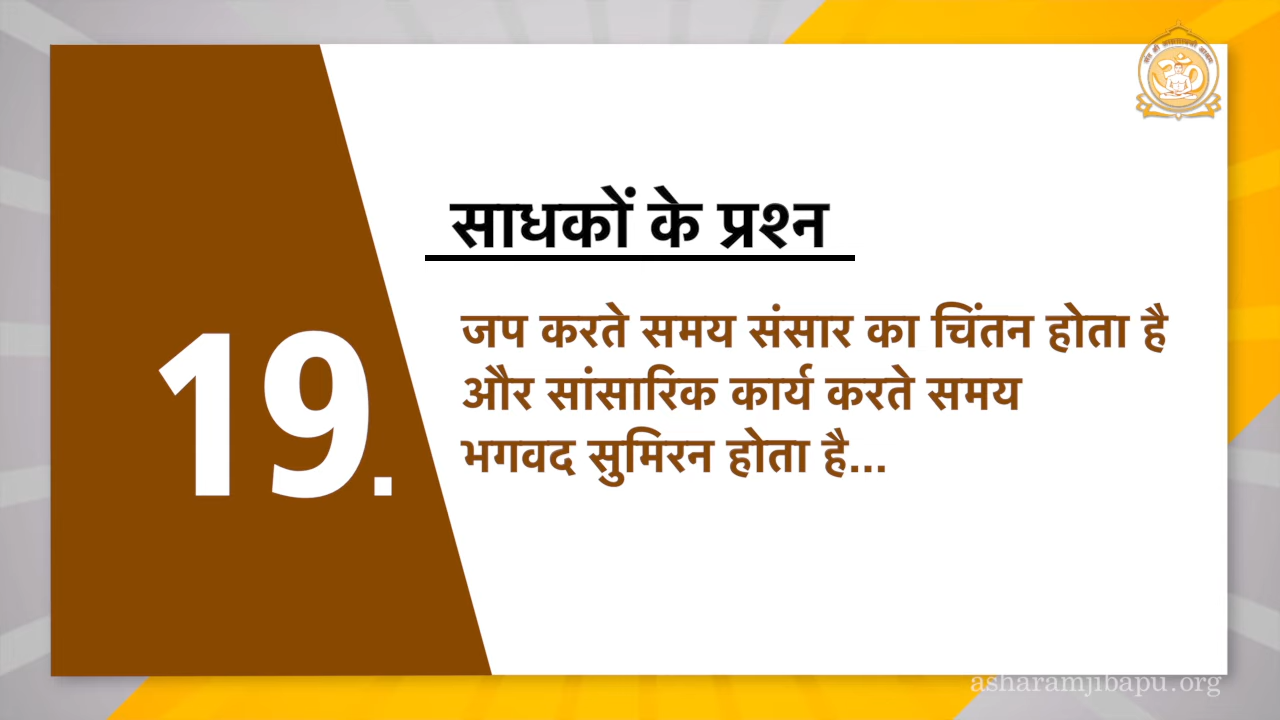 साधकों के प्रश्न
19.
जप करते समय संसार का चिंतन होता है
और सांसारिक कार्य करते समय
भगवद सुमिरन होता है...
asharamjibapu.org